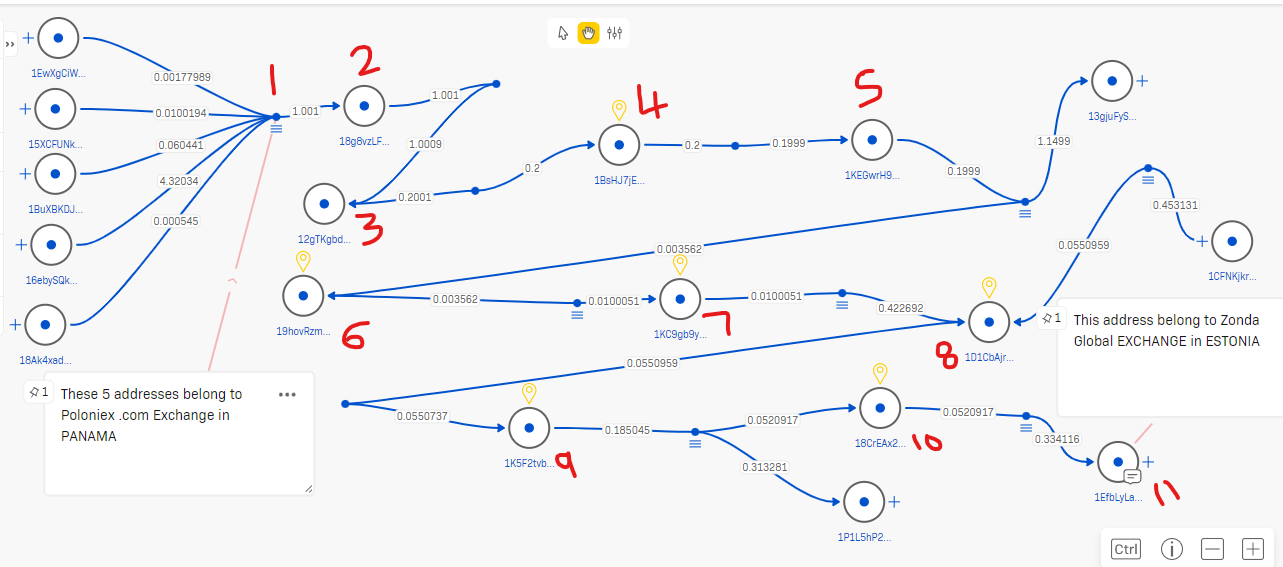 1EwXgCiW...
0.00177989
1
2
1.001
18g8vzLF...
1.001
15XCFUNk...
0.0100194
1.0009
1BuXBKDJ...
0.060441
4.32034
16ebySQk...
0.000545
18Ak4xad...
12gTKgbd...
3
0.2001
0.2
4
1BsHJ7jE...
0.2
0.1999
5
1KEGwrH9...
0.1999
1.1499
13gjuFyS...
0.003562
19hovRzm...
6
0.003562
0.0100051
1KC9gb9y...
7
0.0100051
0.422692
8
1D1CbAjr...
0.0550959
0.453131
1CFNKjkr...
1
This address belong to Zonda
Global EXCHANGE in ESTONIA
1
These 5 addresses belong to
Poloniex .com Exchange in
PANAMA
0.0550959
0.0550737
1K5F2tvb...
9
0.185045
0.0520917
18CrEAx2...
10
0.0520917
0.313281
1P1L5hP2...
0.334116
1EfbLyLa...
11
Ctrl